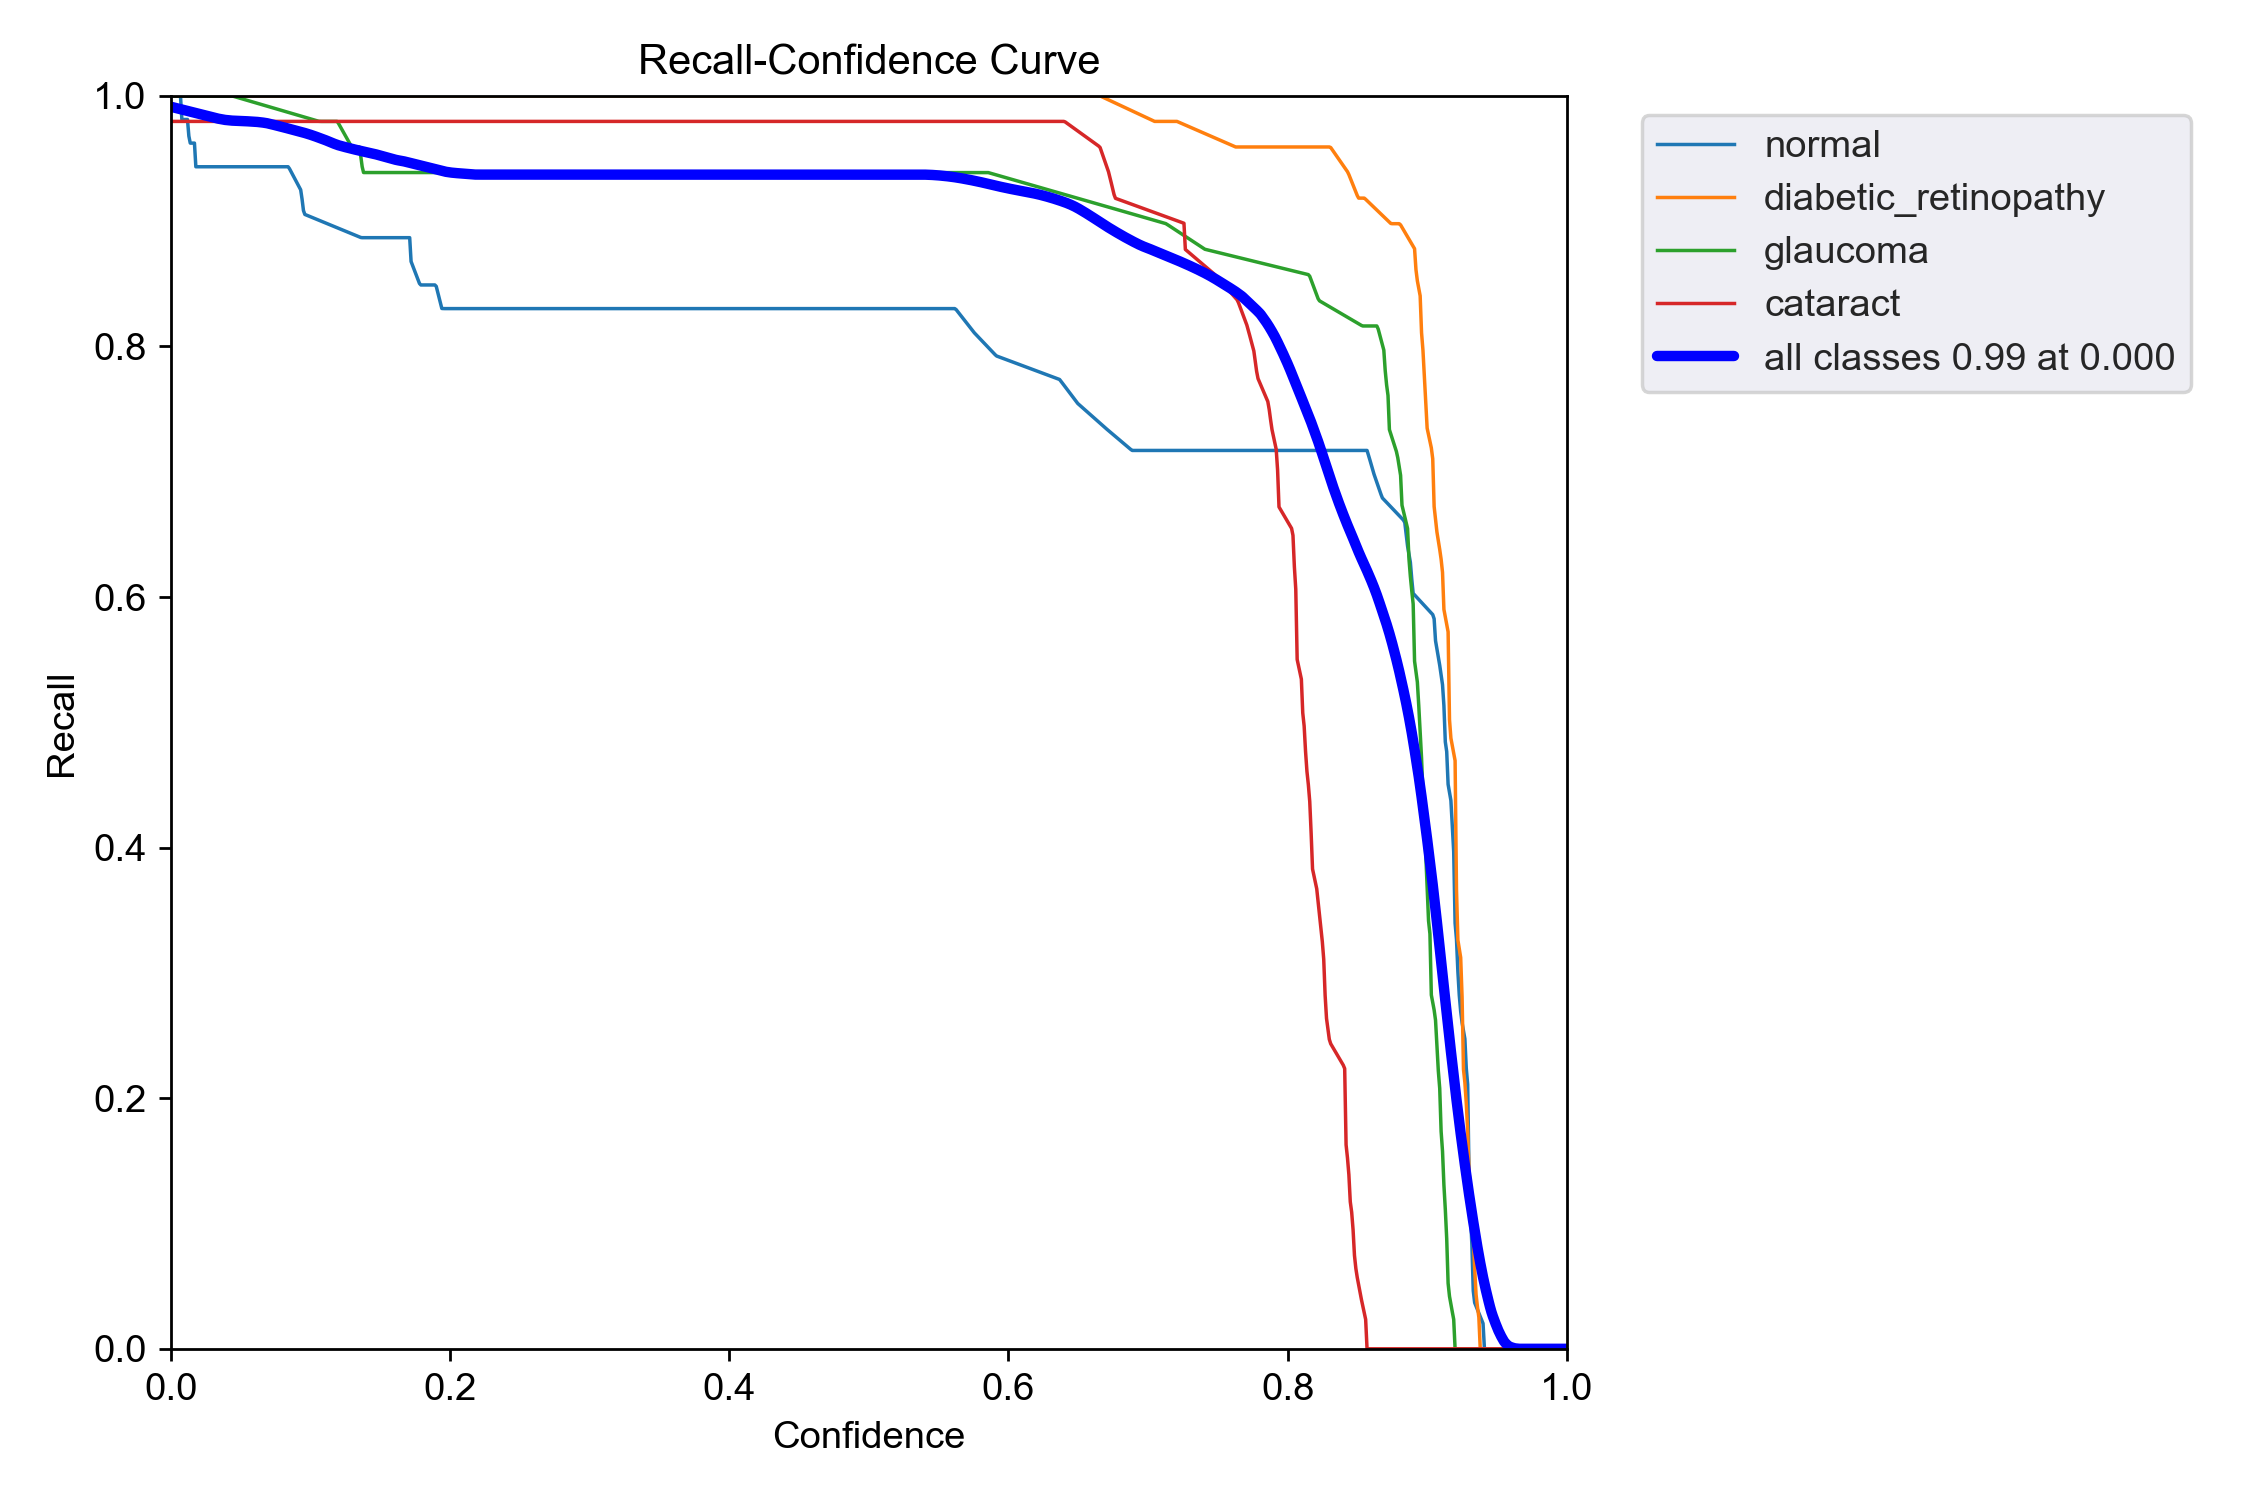 Recall-Confidence Curve
1.0
0.8
0.6
0.4
0.2
0.0
Recall
0.0 0.2 0.4 0.6 0.8 1.0
Confidence
normal
diabetic_retinopathy
glaucoma
cataract
all classes 0.99 at 0.000